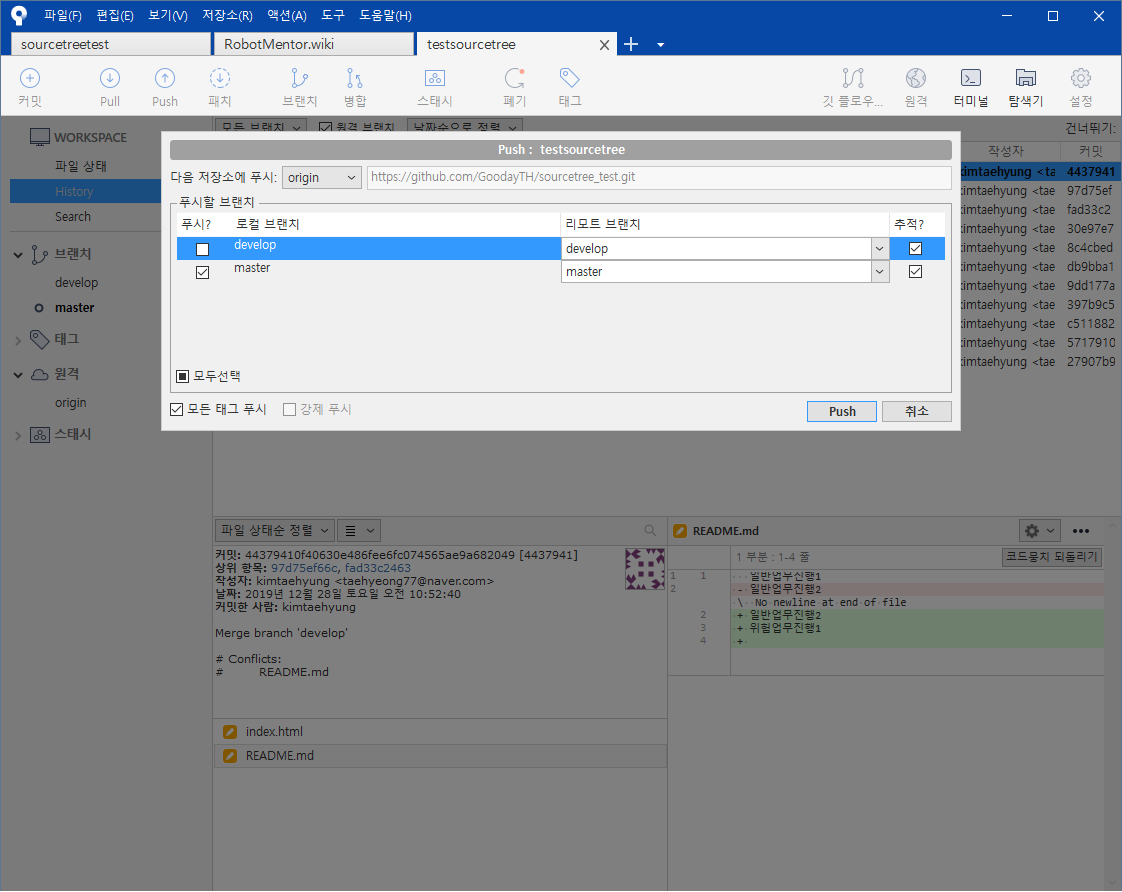 파일(F) 편집(E) 보기(V) 저장소(R) 액션(A) 도구 도움말(H)
sourcetreetest RobotMentor.wiki testsourcetree
커밋 Pull Push 패치 브랜치 병합 스태시 폐기 태그 깃 플로우... 원격 터미널 탐색기 설정
모든 브랜치 원격 브랜치 날짜순으로 정렬 건너뛰기:
WORKSPACE
파일 상태
History
Search
브랜치
develop
master
태그
원격
origin
스태시
Push : testsourcetree
다음 저장소에 푸시: origin https://github.com/GoodayTH/sourcetree_test.git
푸시할 브랜치
푸시? 로컬 브랜치 리모트 브랜치 추적?
develop develop
master master
모두선택
모든 태그 푸시 강제 푸시 Push 취소
작성자 커밋
kimtaehyung <tae 4437941
kimtaehyung <tae 97d75ef
kimtaehyung <tae fad33c2
kimtaehyung <tae 30e97e7
kimtaehyung <tae 8c4cbed
kimtaehyung <tae db9bba1
kimtaehyung <tae 9dd177a
kimtaehyung <tae 397b9c5
kimtaehyung <tae c511882
kimtaehyung <tae 5717910
kimtaehyung <tae 27907b9
파일 상태순 정렬
커밋: 44379410f40630e486fee6fc074565ae9a682049 [4437941]
상위 항목: 97d75ef66c, fad33c2463
작성자: kimtaehyung <taehyeong77@naver.com>
날짜: 2019년 12월 28일 토요일 오전 10:52:40
커밋한 사람: kimtaehyung
Merge branch 'develop'
# Conflicts:
# README.md
index.html
README.md
README.md
1 부분 : 1-4 줄 코드뭉치 되돌리기
1 1 일반업무진행1
2 - 일반업무진행2
\ No newline at end of file
2 + 일반업무진행2
3 + 위험업무진행1
4 +